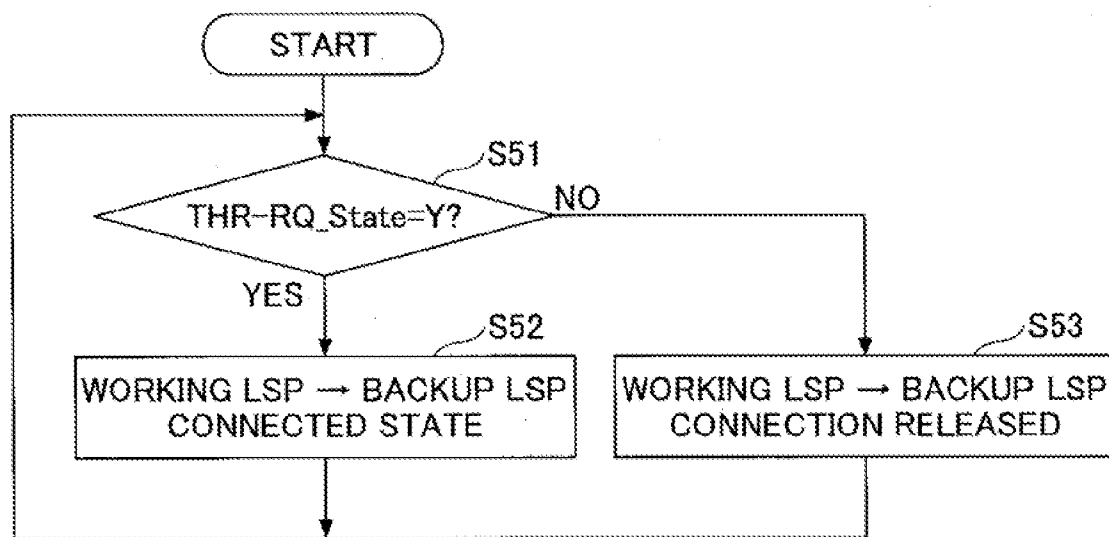 START
S51
THR-RQ_State=Y?
NO
YES
S52
S53
WORKING LSP → BACKUP LSP
CONNECTED STATE
WORKING LSP → BACKUP LSP
CONNECTION RELEASED